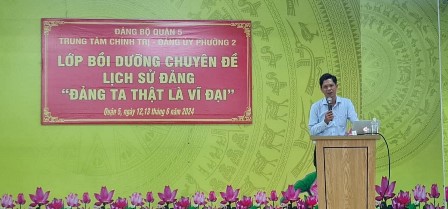 ĐẢNG BỘ QUẬN 5
TRUNG TÂM CHÍNH TRỊ - ĐẢNG ỦY PHƯỜNG 2
LỚP BỒI DƯỠNG CHUYÊN ĐỀ
LỊCH SỬ ĐẢNG
"ĐẢNG TA THẬT LÀ VĨ ĐẠI"
Quận 5, ngày 12,13 tháng 6 năm 2024